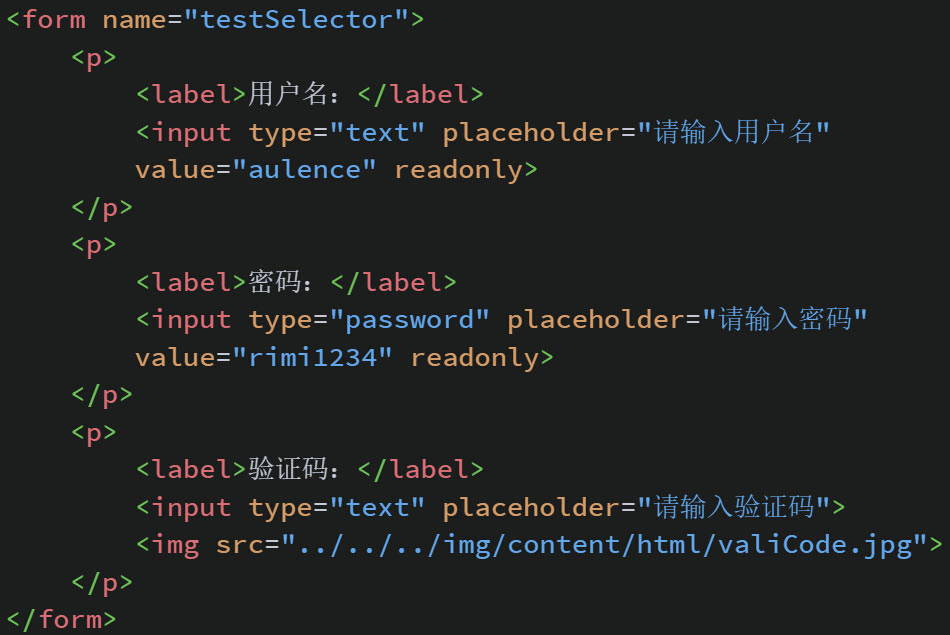 <form name="testSelector">
<p>
<label>用户名：</label>
<input type="text" placeholder="请输入用户名"
value="aulence" readonly>
</p>
<p>
<label>密码：</label>
<input type="password" placeholder="请输入密码"
value="rimi1234" readonly>
</p>
<p>
<label>验证码：</label>
<input type="text" placeholder="请输入验证码">
<img src="../../../img/content/html/valiCode.jpg">
</p>
</form>